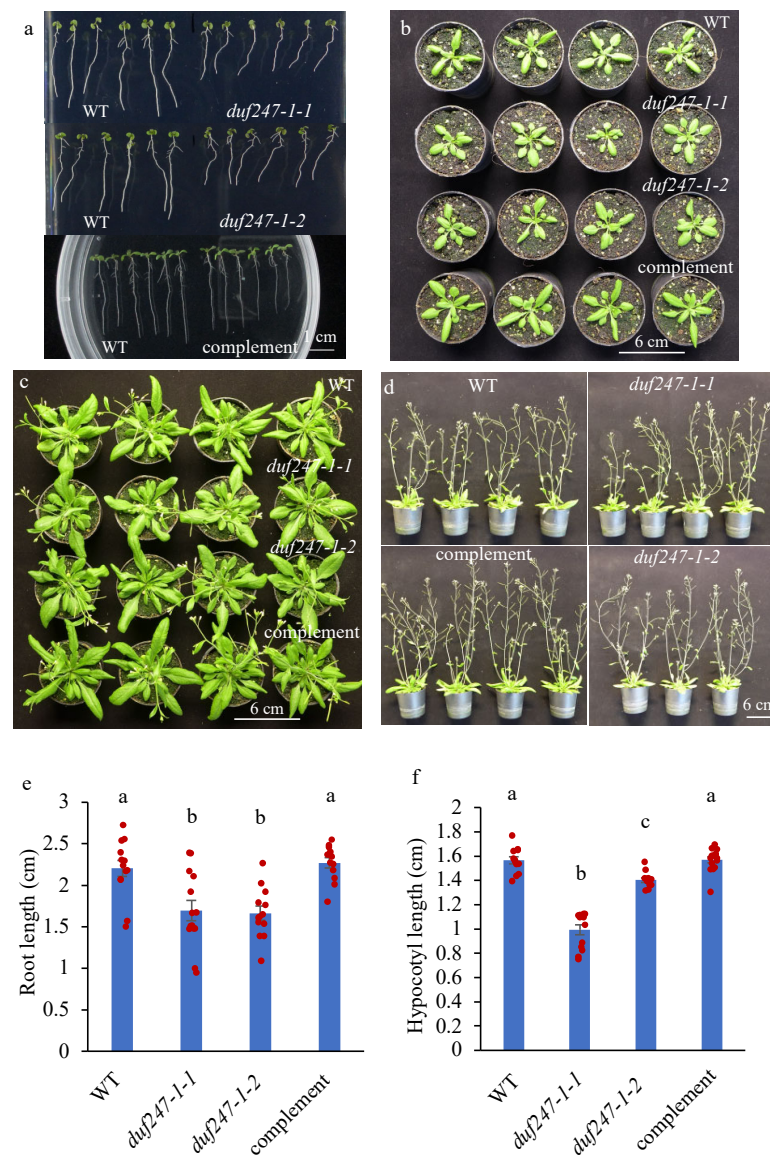 a
WT
duf247-1-1
WT
duf247-1-2
WT
complement
1 cm
b
WT
duf247-1-1
duf247-1-2
complement
6 cm
c
WT
duf247-1-1
duf247-1-2
complement
6 cm
d
WT
duf247-1-1
complement
duf247-1-2
6 cm
e
Root length (cm)
3
2.5
2
1.5
1
0.5
0
a
b
b
a
WT
duf247-1-1
duf247-1-2
complement
f
Hypocotyl length (cm)
2
1.8
1.6
1.4
1.2
1
0.8
0.6
0.4
0.2
0
a
b
c
a
WT
duf247-1-1
duf247-1-2
complement